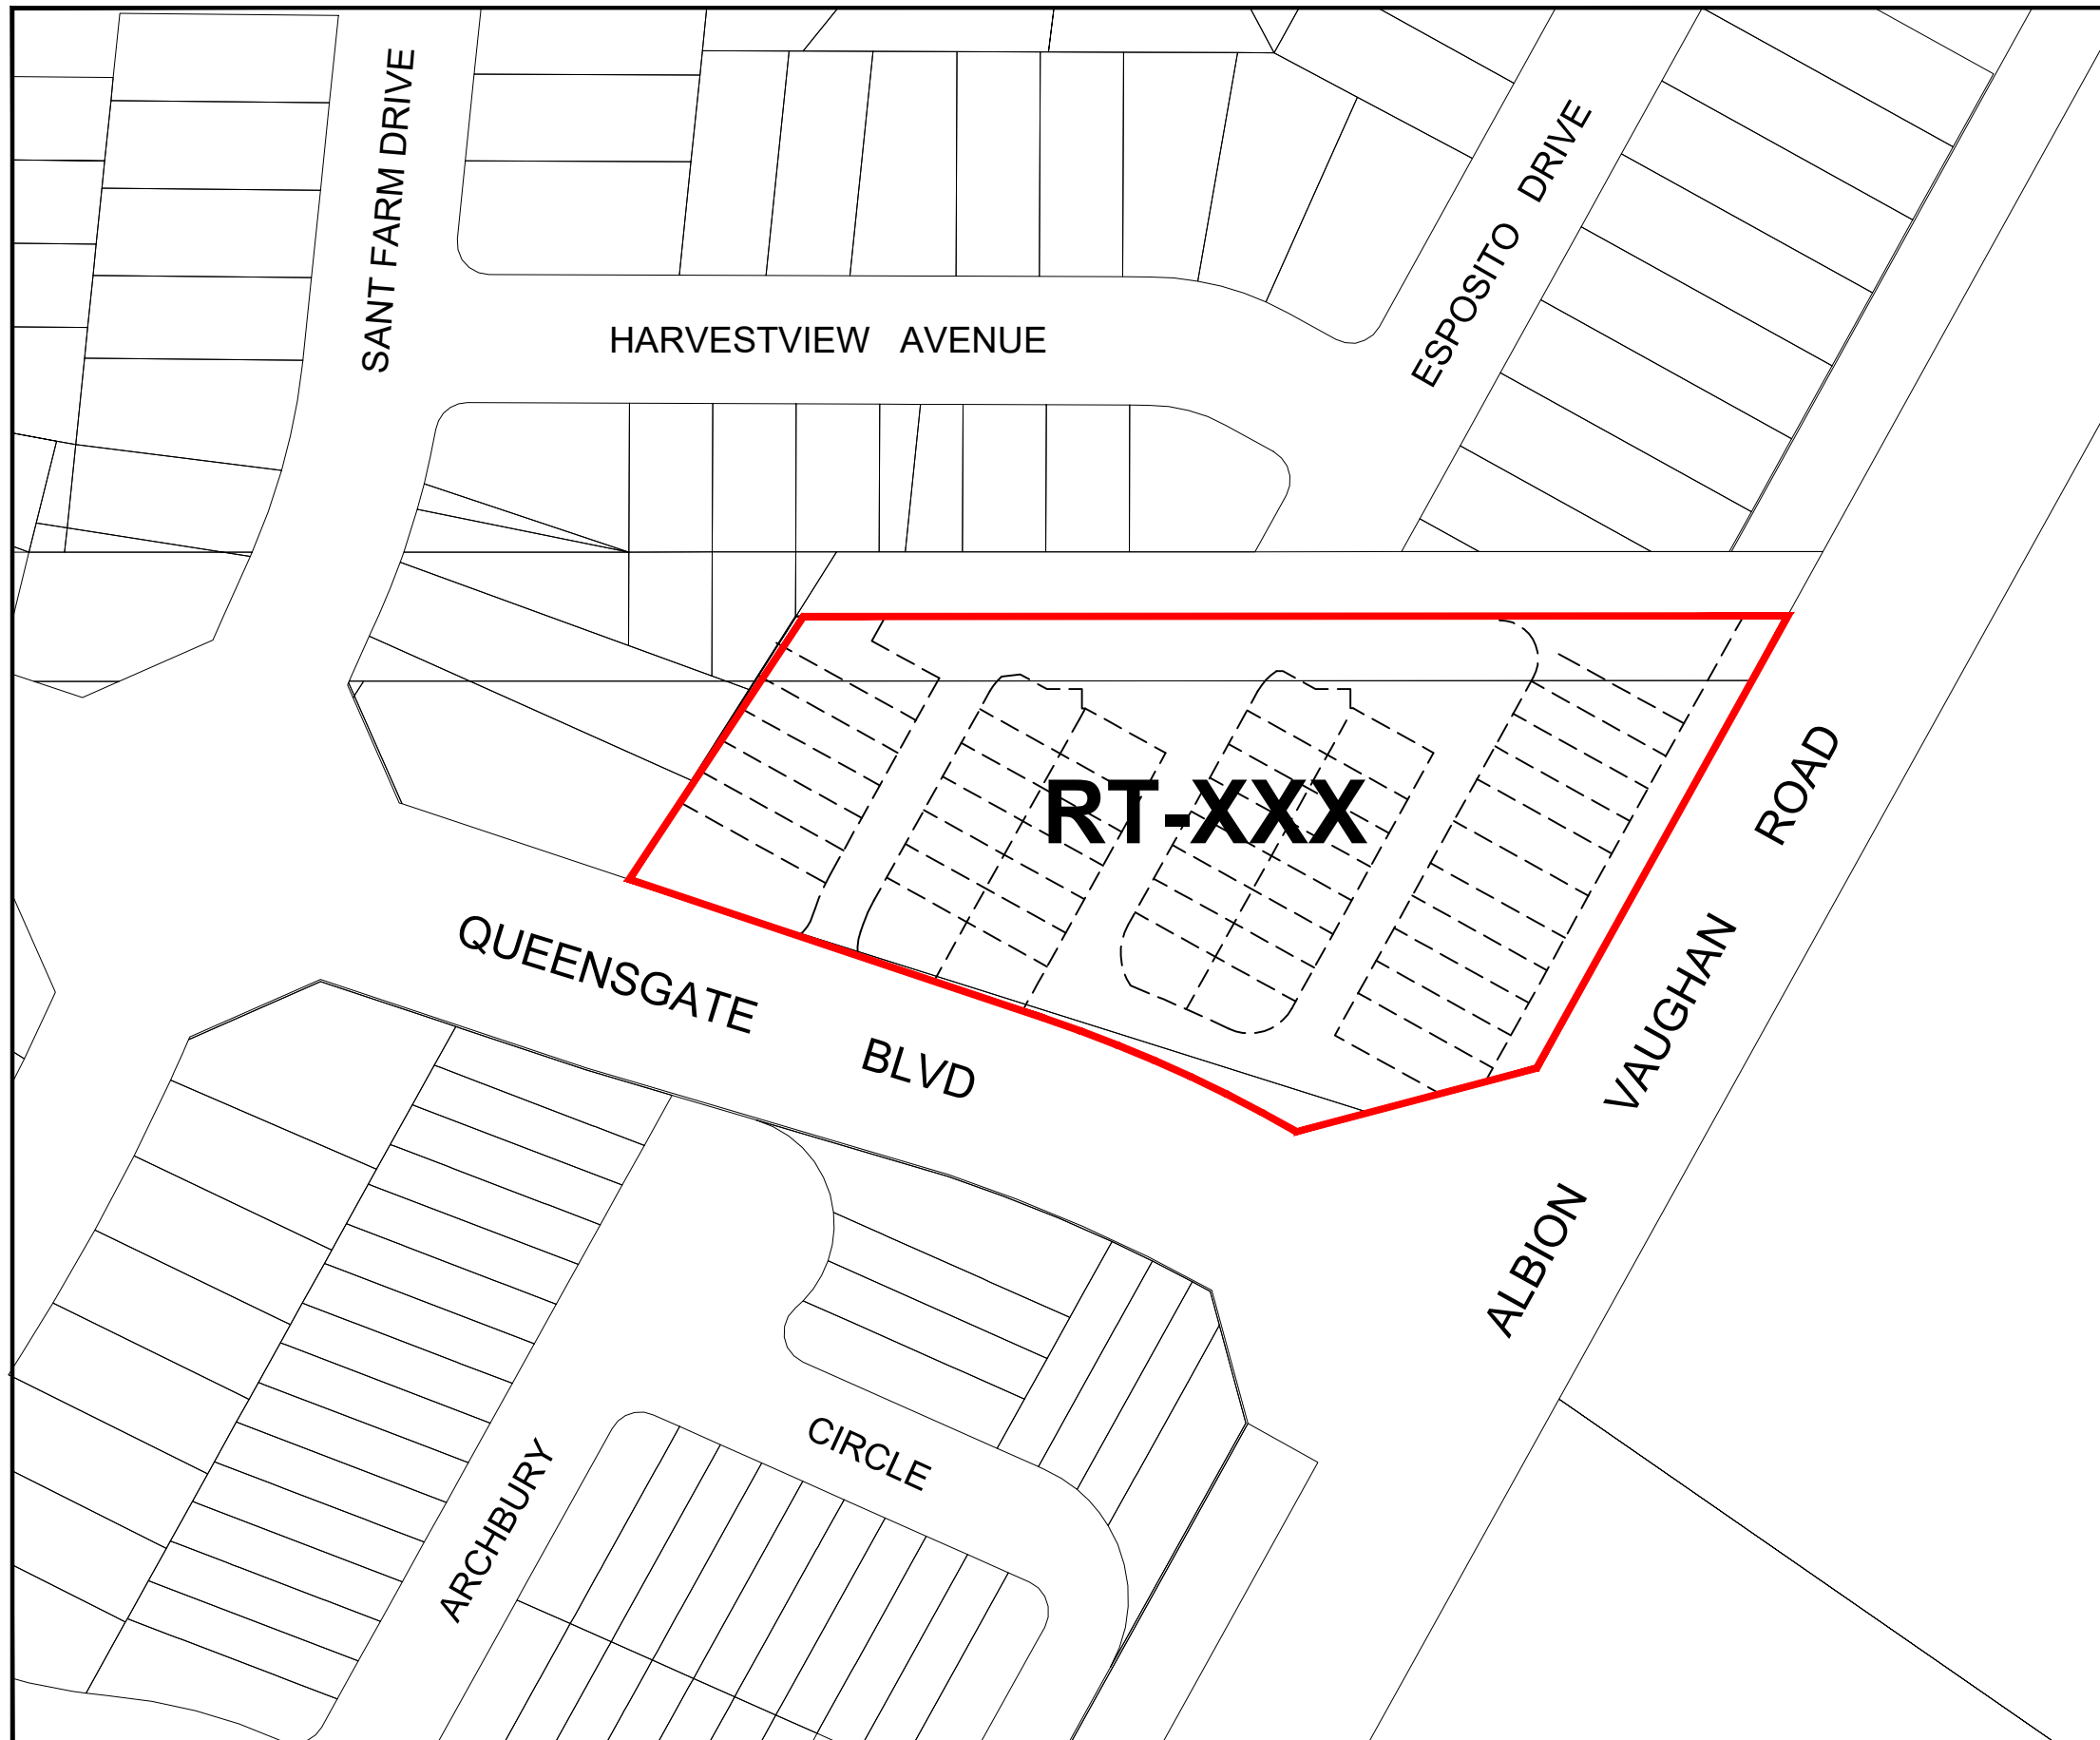 SANT FARM DRIVE
HARVESTVIEW AVENUE
ESPOSITO DRIVE
RT-XXX
QUEENSGATE BLVD
ALBION VAUGHAN ROAD
ARCHBURY CIRCLE